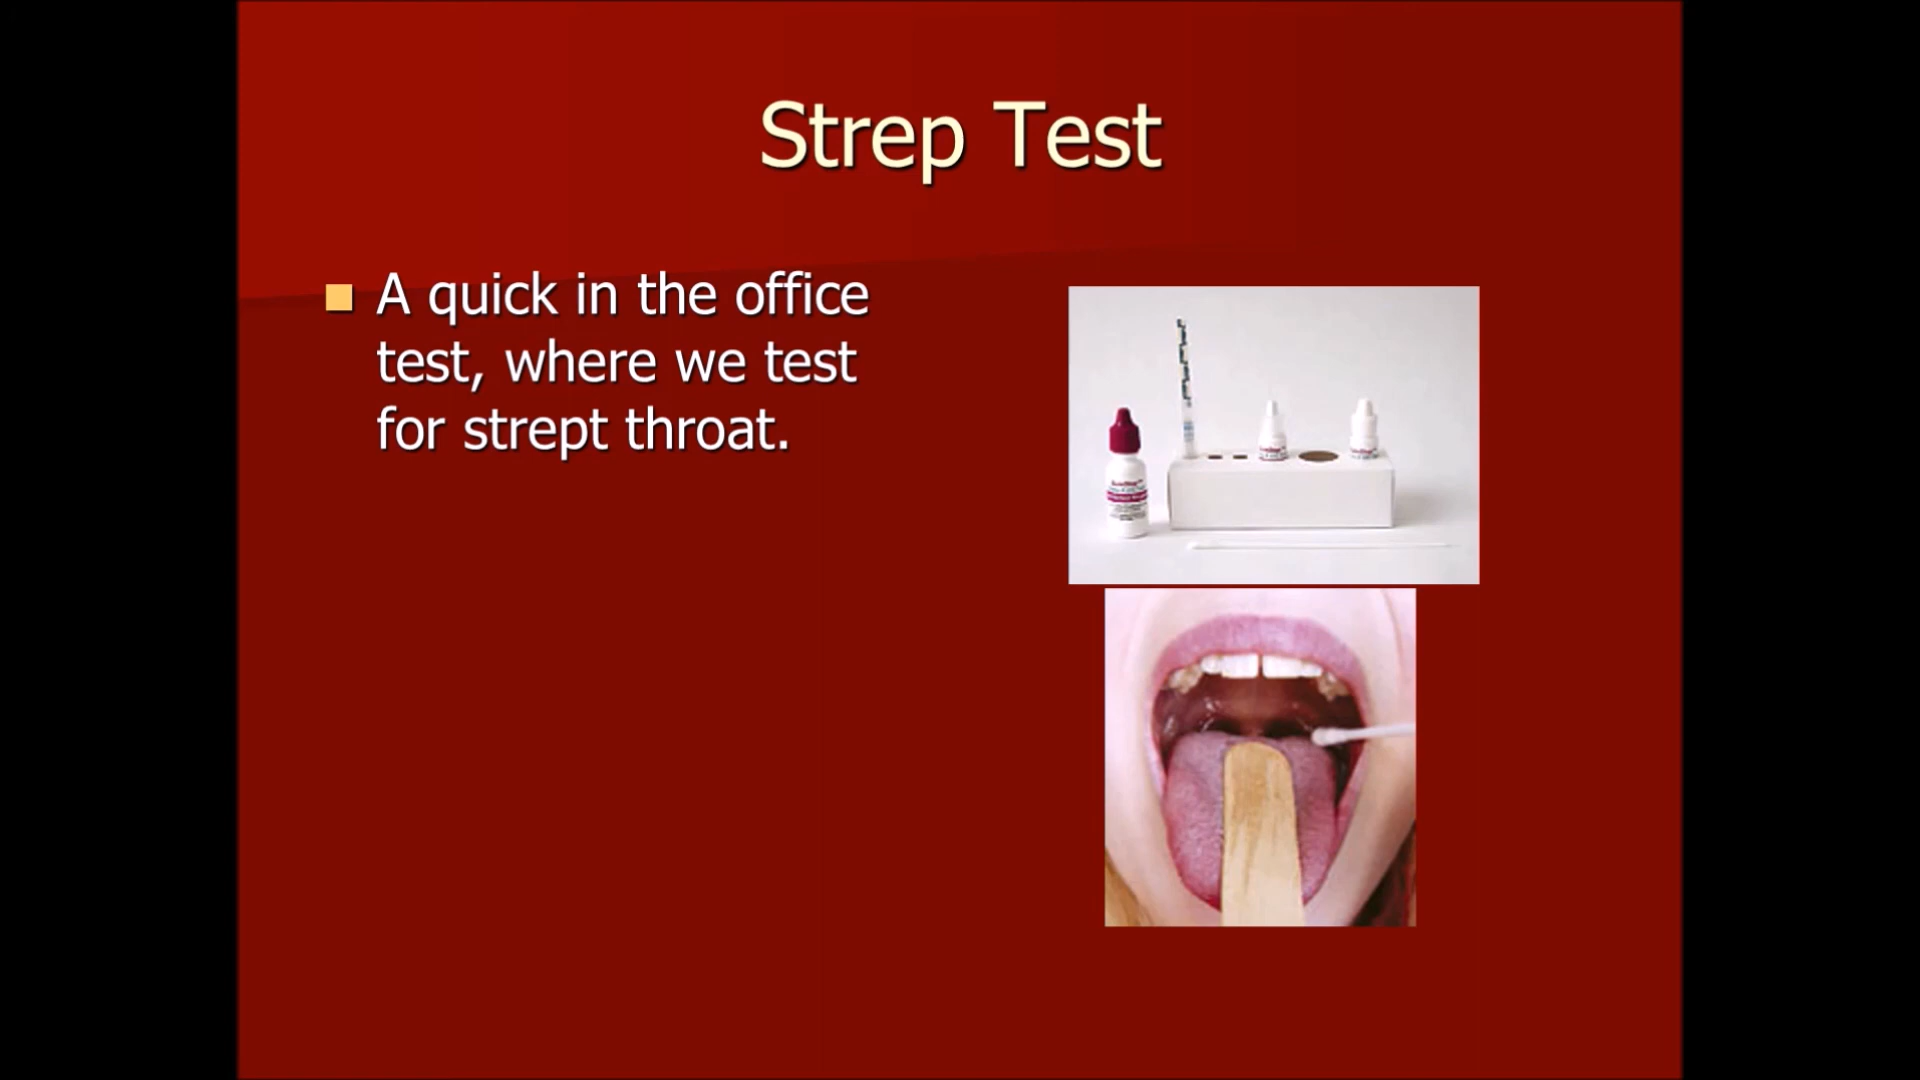 Strep Test
A quick in the office
test, where we test
for strept throat.